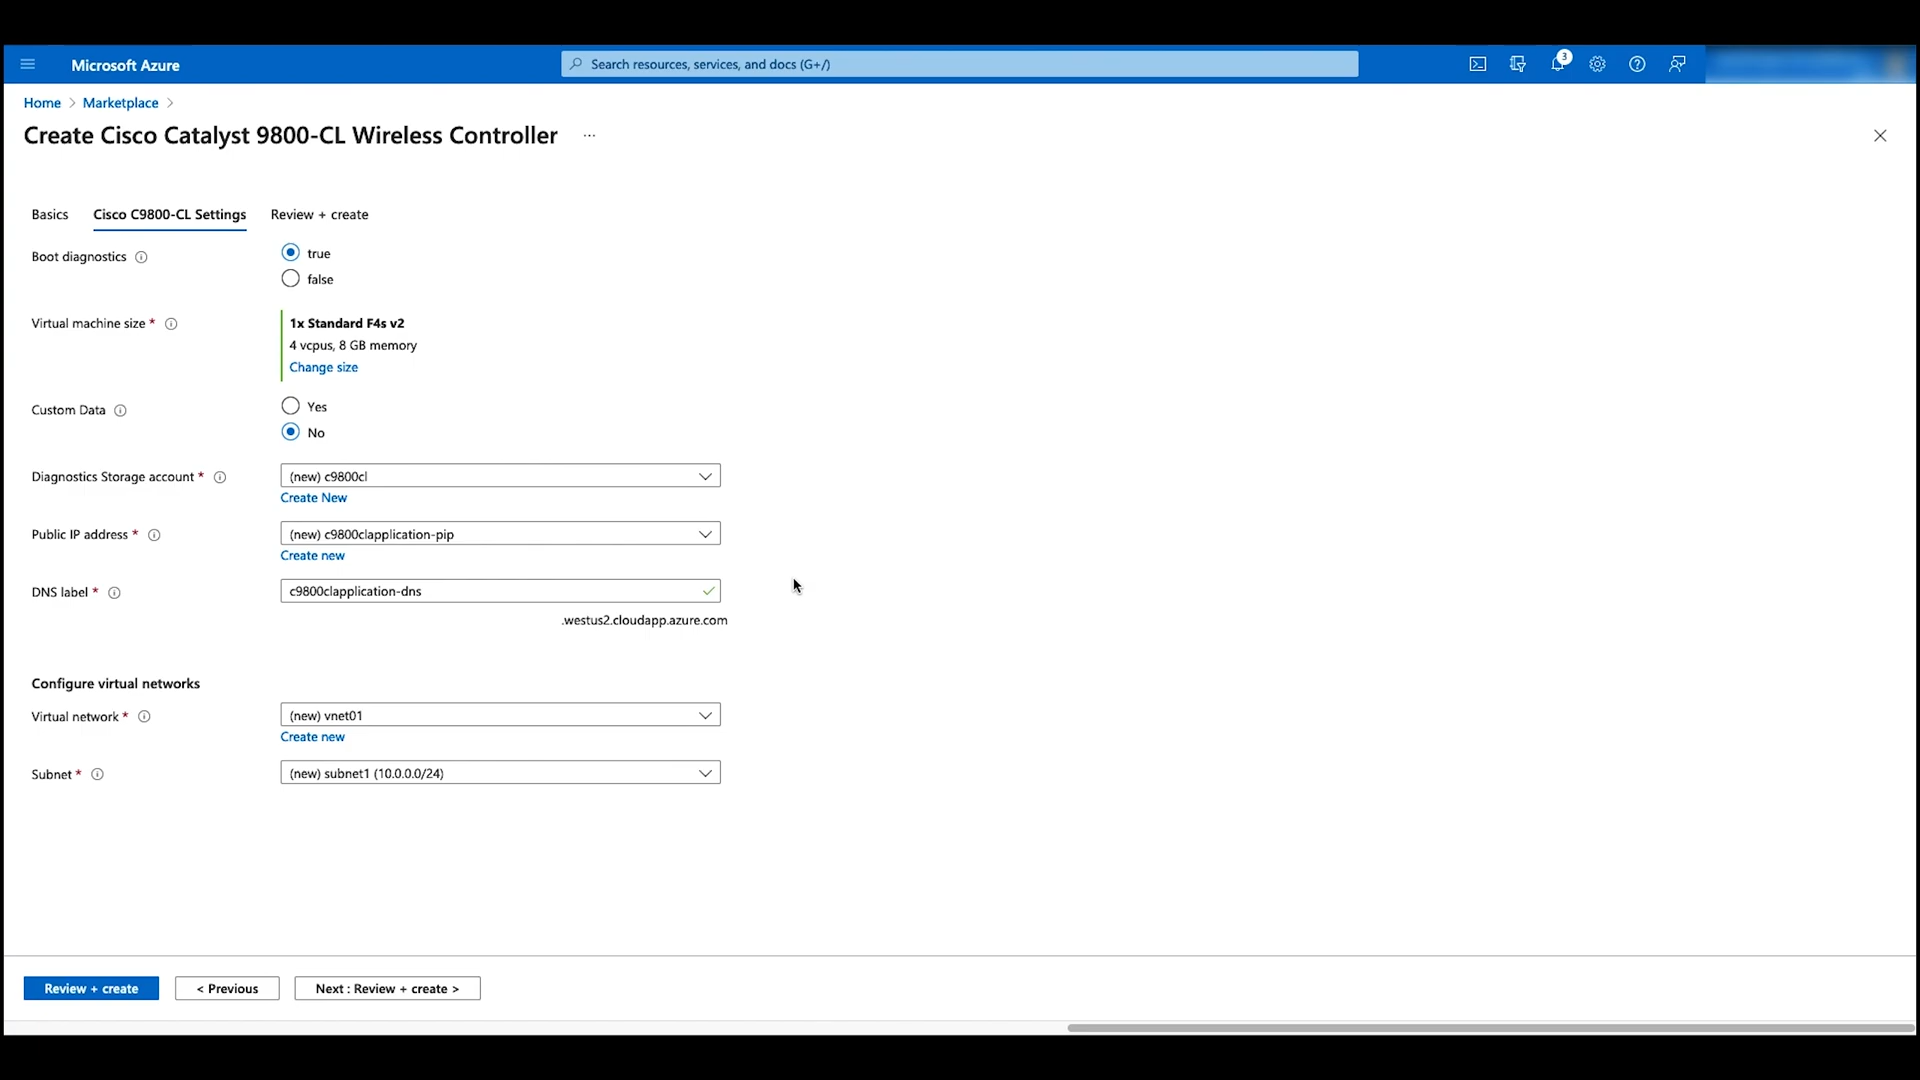 Microsoft Azure
Search resources, services, and docs (G+/)
3
Home > Marketplace >
Create Cisco Catalyst 9800-CL Wireless Controller ...
Basics
Cisco C9800-CL Settings
Review + create
Boot diagnostics
true
false
Virtual machine size *
1x Standard F4s v2
4 vcpus, 8 GB memory
Change size
Custom Data
Yes
No
Diagnostics Storage account *
(new) c9800cl
Create New
Public IP address *
(new) c9800clapplication-pip
Create new
DNS label *
c9800clapplication-dns
.westus2.cloudapp.azure.com
Configure virtual networks
Virtual network *
(new) vnet01
Create new
Subnet *
(new) subnet1 (10.0.0.0/24)
Review + create
< Previous
Next : Review + create >